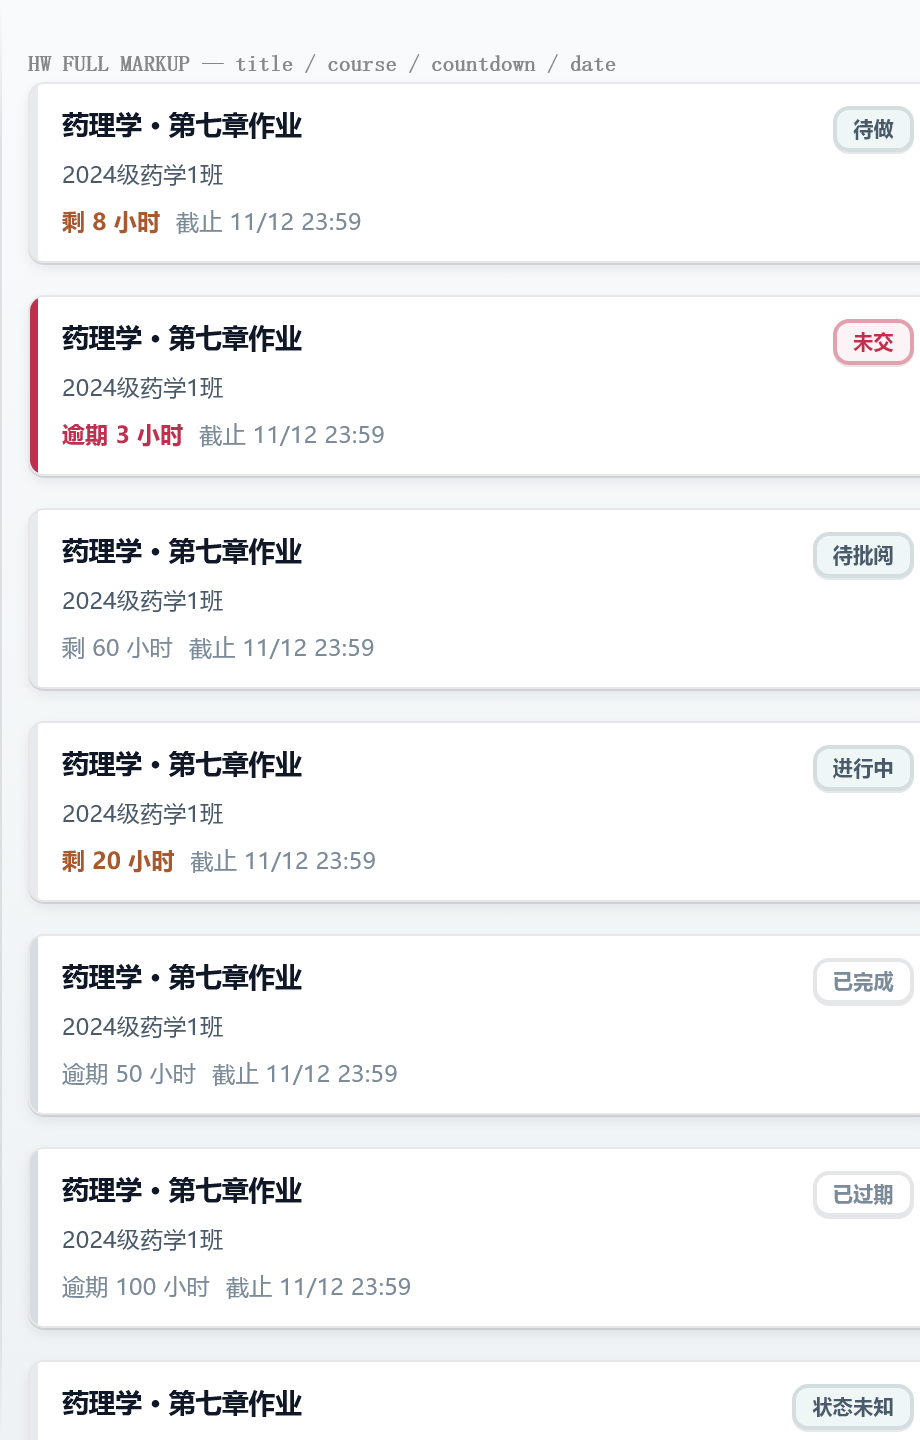 HW FULL MARKUP — title / course / countdown / date
药理学 · 第七章作业
待做
2024级药学1班
剩 8 小时 截止 11/12 23:59
药理学 · 第七章作业
未交
2024级药学1班
逾期 3 小时 截止 11/12 23:59
药理学 · 第七章作业
待批阅
2024级药学1班
剩 60 小时 截止 11/12 23:59
药理学 · 第七章作业
进行中
2024级药学1班
剩 20 小时 截止 11/12 23:59
药理学 · 第七章作业
已完成
2024级药学1班
逾期 50 小时 截止 11/12 23:59
药理学 · 第七章作业
已过期
2024级药学1班
逾期 100 小时 截止 11/12 23:59
药理学 · 第七章作业
状态未知